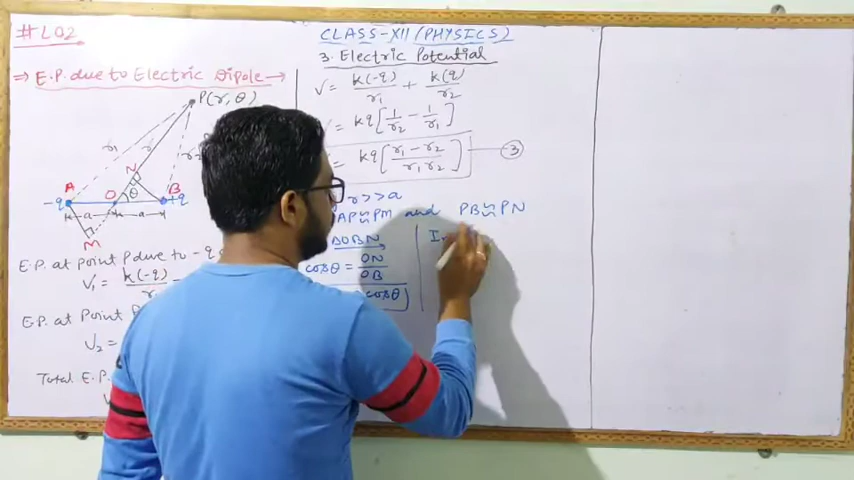 #L02
⇒ E.P. due to Electric Dipole →
P(r, θ)
r₁
r
N
A
O
θ
B
-q
+q
a
a
M
E.P. at Point P due to -q
V₁ = k(-q)/
E.P. at Point
V₂ =
Total E.P.
CLASS-XII (PHYSICS)
3. Electric Potential
V = k(-q)/r₁ + k(q)/r₂
= kq[1/r₂ - 1/r₁]
= kq[(r₁ - r₂)/(r₁r₂)] -③
r>>a
AP≈PM and PB≈PN
ΔOBN
cosθ = ON/OB
cosθ